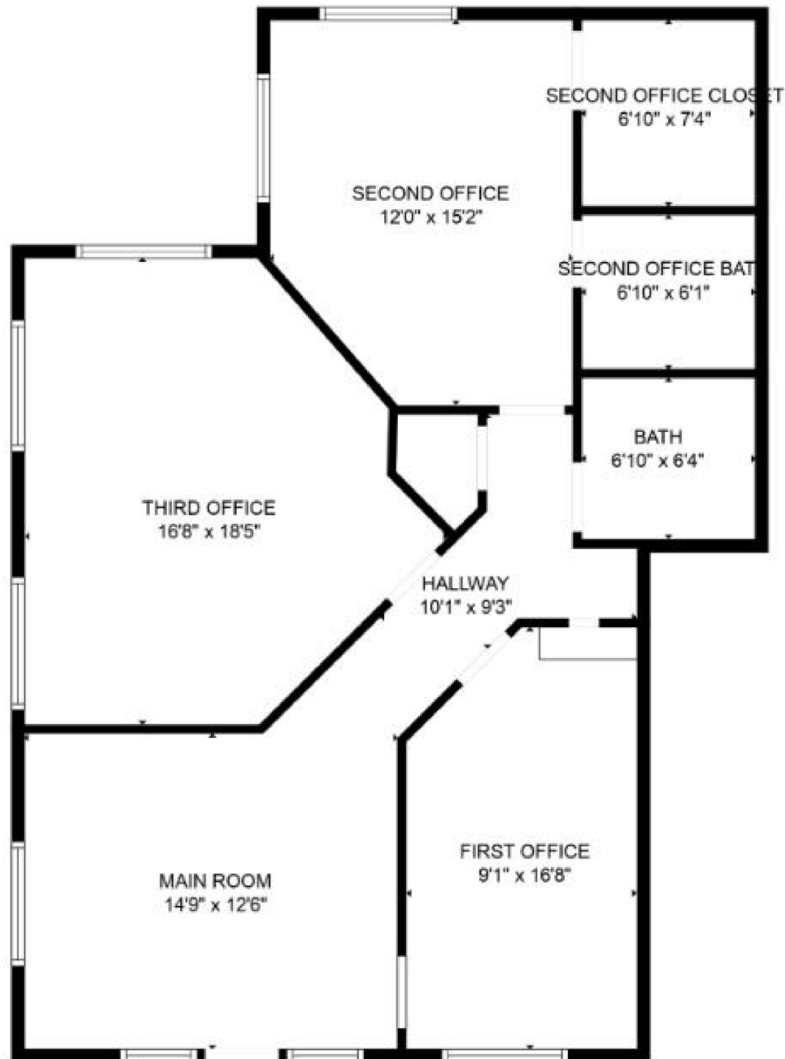 SECOND OFFICE CLOSET
6'10" x 7'4"
SECOND OFFICE
12'0" x 15'2"
SECOND OFFICE BAT
6'10" x 6'1"
BATH
6'10" x 6'4"
THIRD OFFICE
16'8" x 18'5"
HALLWAY
10'1" x 9'3"
FIRST OFFICE
9'1" x 16'8"
MAIN ROOM
14'9" x 12'6"